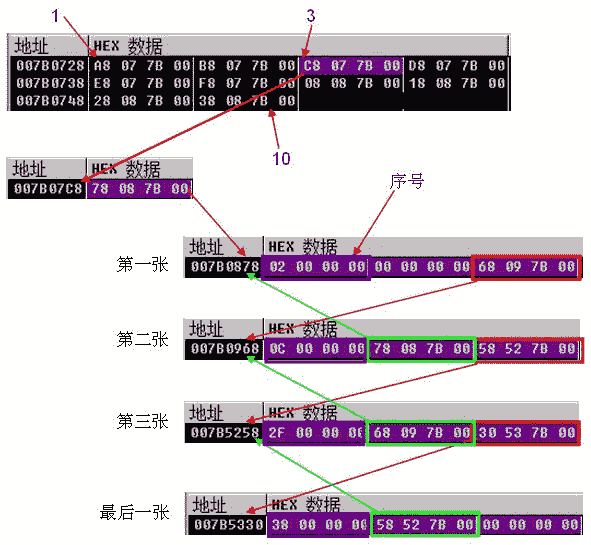 1
3
地址 HEX 数据
007B0728 A8 07 7B 00 B8 07 7B 00 C8 07 7B 00 D8 07 7B 00
007B0738 E8 07 7B 00 F8 07 7B 00 08 08 7B 00 18 08 7B 00
007B0748 28 08 7B 00 38 08 7B 00
10
地址 HEX 数据
007B07C8 78 08 7B 00
序号
地址 HEX 数据
第一张 007B0878 02 00 00 00 00 00 00 00 68 09 7B 00
地址 HEX 数据
第二张 007B0968 0C 00 00 00 78 08 7B 00 58 52 7B 00
地址 HEX 数据
第三张 007B5258 2F 00 00 00 68 09 7B 00 30 53 7B 00
地址 HEX 数据
最后一张 007B5330 38 00 00 00 58 52 7B 00 00 00 00 00